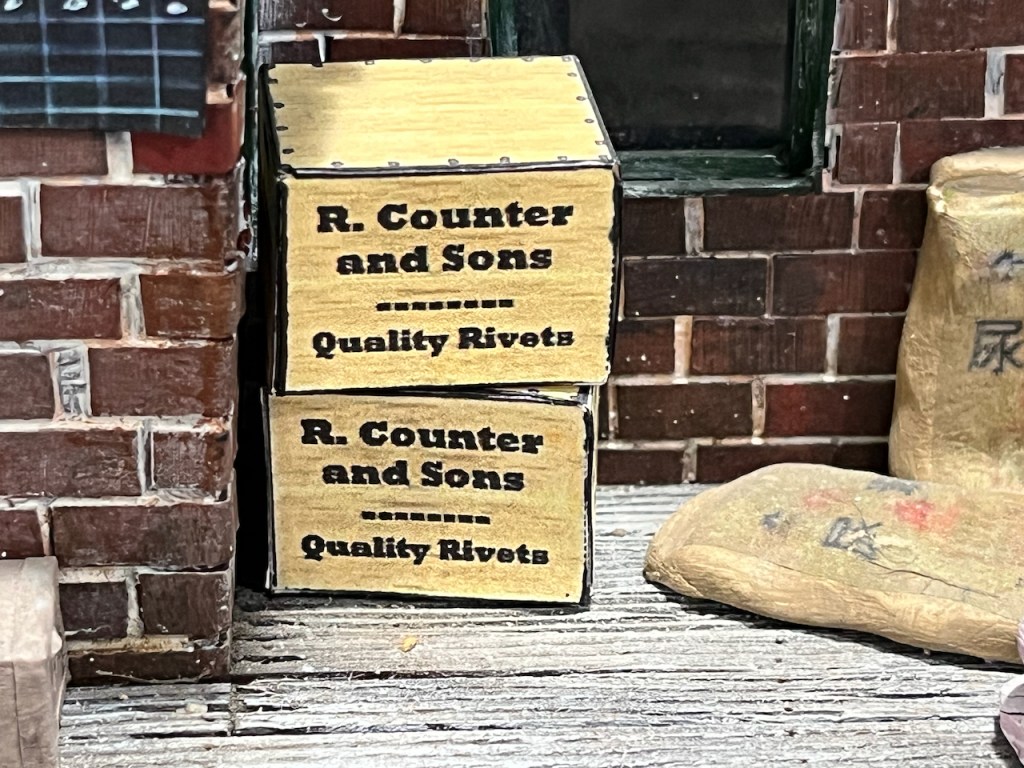 R. Counter
and Sons
---------
Quality Rivets
R. Counter
and Sons
---------
Quality Rivets